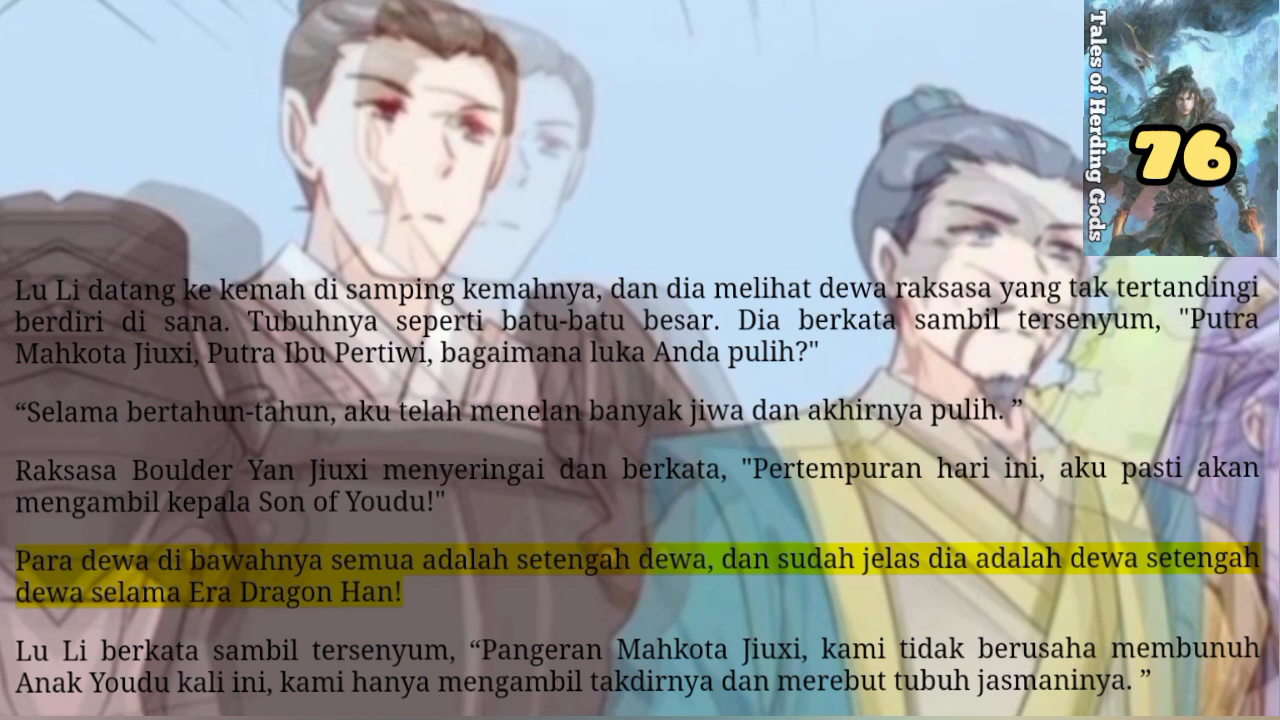 Tales of Herding Gods
76
Lu Li datang ke kemah di samping kemahnya, dan dia melihat dewa raksasa yang tak tertandingi
berdiri di sana. Tubuhnya seperti batu-batu besar. Dia berkata sambil tersenyum, "Putra
Mahkota Jiuxi, Putra Ibu Pertiwi, bagaimana luka Anda pulih?"
“Selama bertahun-tahun, aku telah menelan banyak jiwa dan akhirnya pulih. ”
Raksasa Boulder Yan Jiuxi menyeringai dan berkata, "Pertempuran hari ini, aku pasti akan
mengambil kepala Son of Youdu!"
Para dewa di bawahnya semua adalah setengah dewa, dan sudah jelas dia adalah dewa setengah
dewa selama Era Dragon Han!
Lu Li berkata sambil tersenyum, “Pangeran Mahkota Jiuxi, kami tidak berusaha membunuh
Anak Youdu kali ini, kami hanya mengambil takdirnya dan merebut tubuh jasmaninya. ”